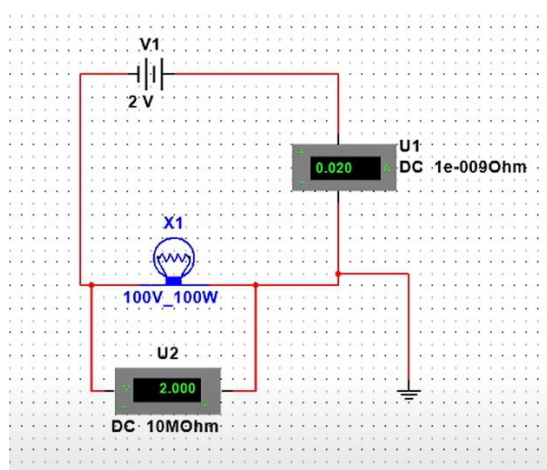 V1
2 V
U1
+
0.020 A
DC 1e-009Ohm
-
X1
100V_100W
U2
V 2.000
- +
DC 10MOhm